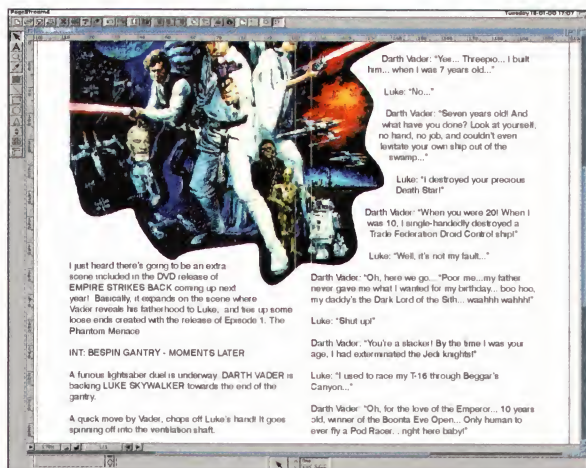 PageStream4
Tuesday 18-01-00 17:07
I just heard there's going to be an extra
scene included in the DVD release of
EMPIRE STRIKES BACK coming up next
year! Basically, it expands on the scene where
Vader reveals his fatherhood to Luke, and ties up some
loose ends created with the release of Episode 1. The
Phantom Menace
INT: BESPIN GANTRY - MOMENTS LATER
A furious lightsaber duel is underway. DARTH VADER is
backing LUKE SKYWALKER towards the end of the
gantry.
A quick move by Vader, chops off Luke's hand! It goes
spinning off into the ventilation shaft.
Darth Vader: "Yes... Threepio... I built
him... when I was 7 years old..."
Luke: "No..."
Darth Vader: "Seven years old! And
what have you done? Look at yourself,
no hand, no job, and couldn't even
levitate your own ship out of the
swamp..."
Luke: "I destroyed your precious
Death Star!"
Darth Vader: "When you were 20! When I
was 10, I single-handedly destroyed a
Trade Federation Droid Control ship!"
Luke: "Well, it's not my fault..."
Darth Vader: "Oh, here we go... "Poor me...my father
never gave me what I wanted for my birthday... boo hoo,
my daddy's the Dark Lord of the Sith... waahhh wahhh!"
Luke: "Shut up!"
Darth Vader: "You're a slacker! By the time I was your
age, I had exterminated the Jedi knights!"
Luke: "I used to race my T-16 through Beggar's
Canyon..."
Darth Vader: "Oh, for the love of the Emperor... 10 years
old, winner of the Boonta Eve Open... Only human to
ever fly a Pod Racer. . right here baby!"